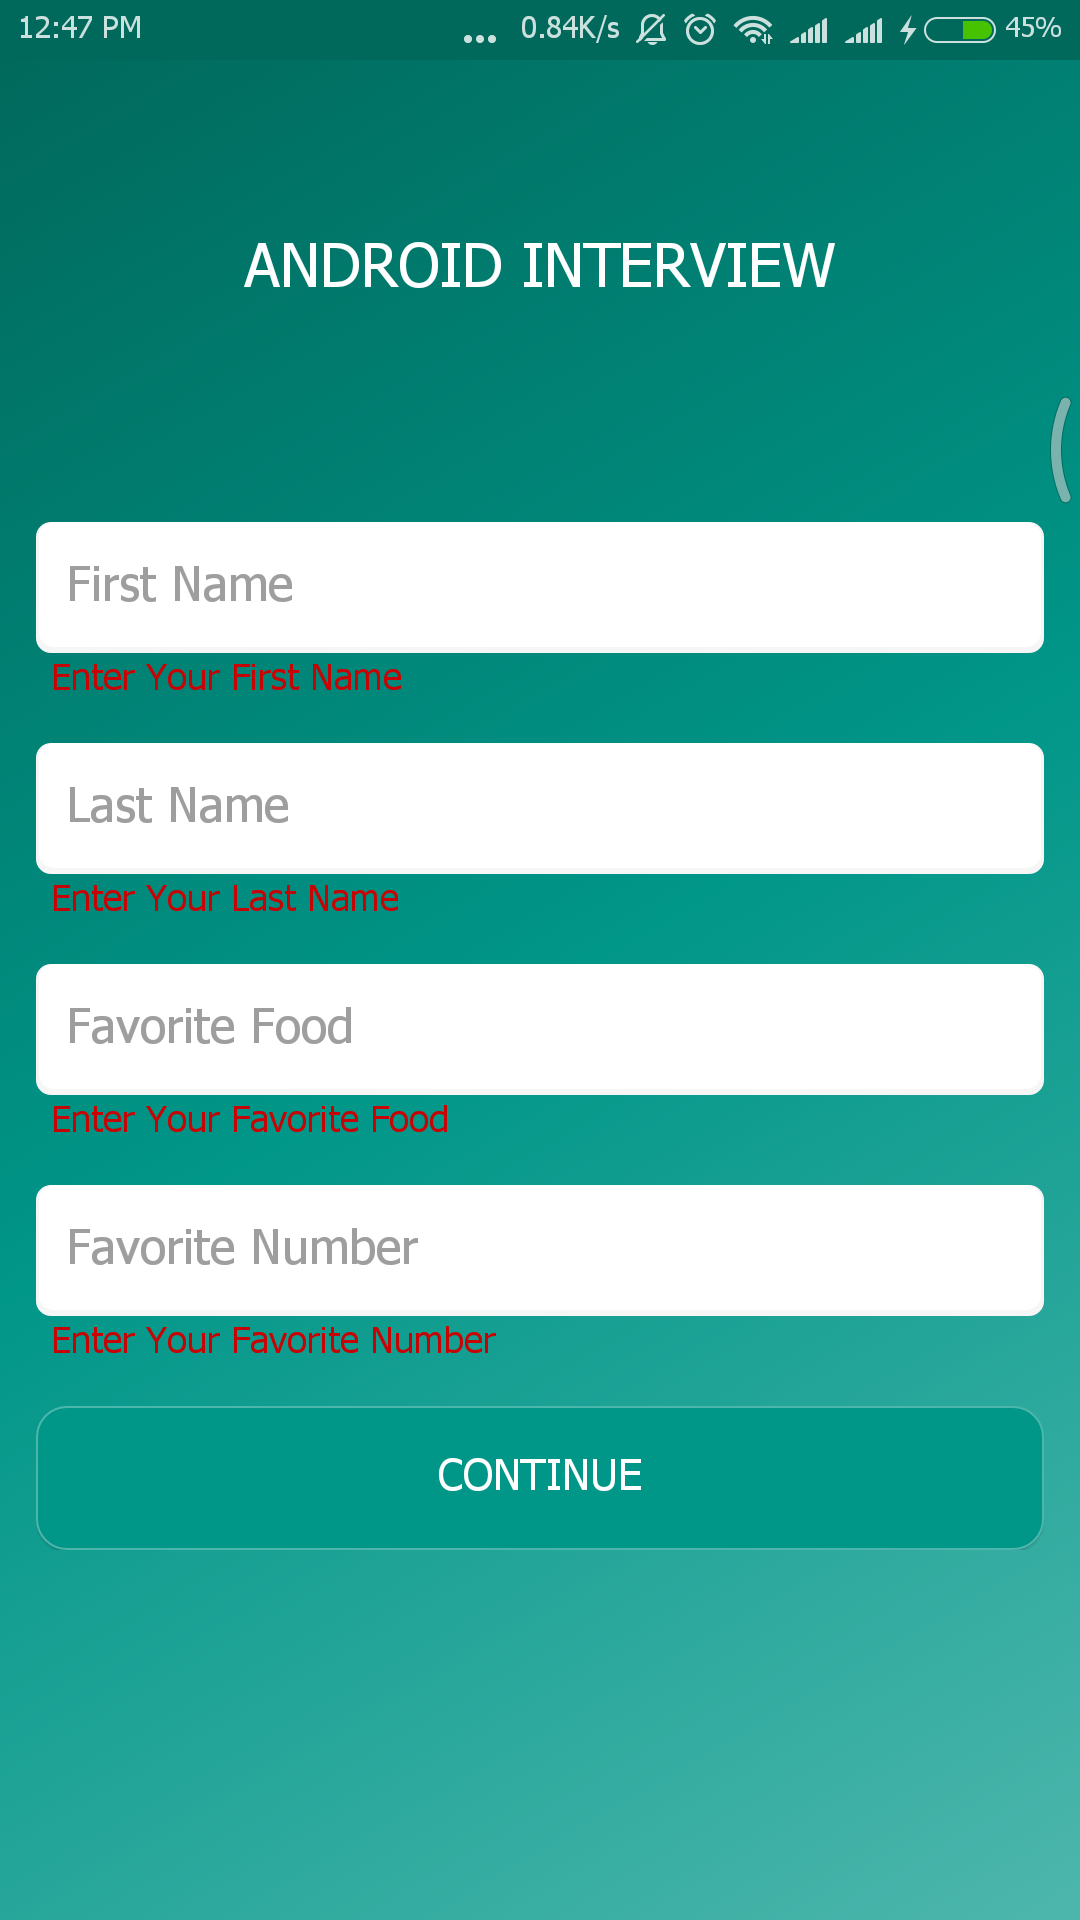 12:47 PM ... 0.84K/s 45%
ANDROID INTERVIEW
First Name
Enter Your First Name
Last Name
Enter Your Last Name
Favorite Food
Enter Your Favorite Food
Favorite Number
Enter Your Favorite Number
CONTINUE